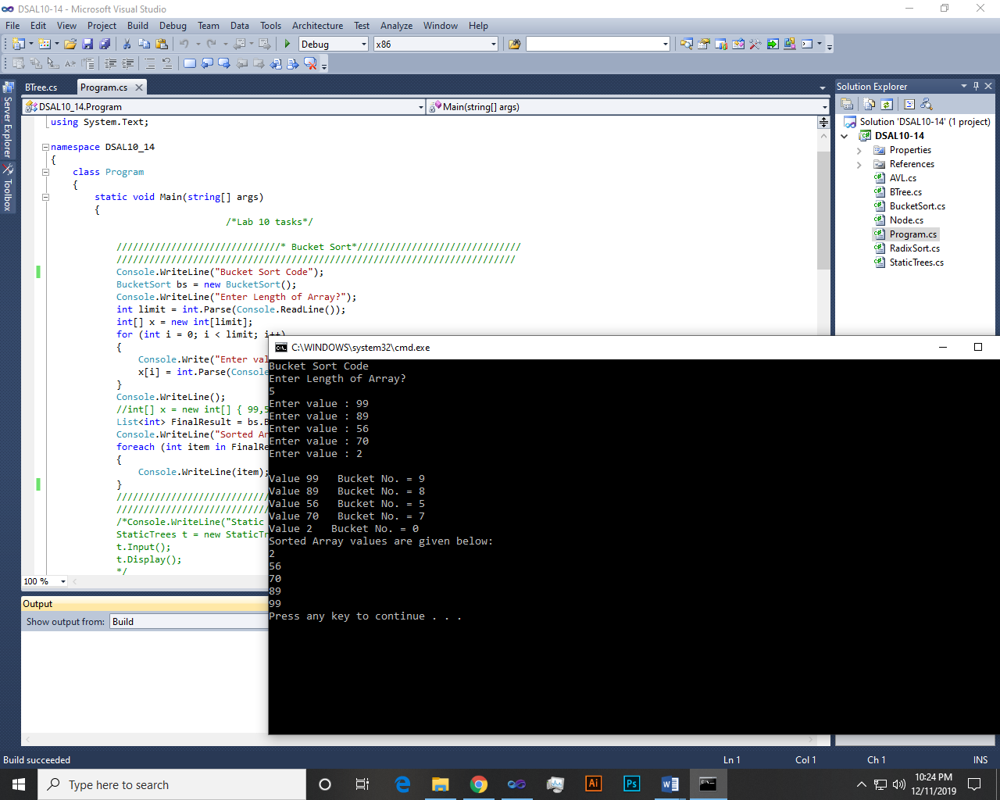 DSAL10-14 - Microsoft Visual Studio
File Edit View Project Build Debug Team Data Tools Architecture Test Analyze Window Help
Debug x86
BTree.cs Program.cs
DSAL10_14.Program Main(string[] args)
Server Explorer
Toolbox
using System.Text;
namespace DSAL10_14
{
class Program
{
static void Main(string[] args)
{
/*Lab 10 tasks*/
//////////////////////////////* Bucket Sort*//////////////////////////////
/////////////////////////////////////////////////////////////////////////
Console.WriteLine("Bucket Sort Code");
BucketSort bs = new BucketSort();
Console.WriteLine("Enter Length of Array?");
int limit = int.Parse(Console.ReadLine());
int[] x = new int[limit];
for (int i = 0; i < limit; i++)
{
Console.Write("Enter val
x[i] = int.Parse(Console
}
Console.WriteLine();
//int[] x = new int[] { 99,5
List<int> FinalResult = bs.B
Console.WriteLine("Sorted Ar
foreach (int item in FinalRe
{
Console.WriteLine(item);
}
////////////////////////////
////////////////////////////
/*Console.WriteLine("Static
StaticTrees t = new StaticTr
t.Input();
t.Display();
*/
100 %
Output
Show output from: Build
Solution Explorer
Solution 'DSAL10-14' (1 project)
DSAL10-14
Properties
References
AVL.cs
BTree.cs
BucketSort.cs
Node.cs
Program.cs
RadixSort.cs
StaticTrees.cs
C:\WINDOWS\system32\cmd.exe
Bucket Sort Code
Enter Length of Array?
5
Enter value : 99
Enter value : 89
Enter value : 56
Enter value : 70
Enter value : 2
Value 99 Bucket No. = 9
Value 89 Bucket No. = 8
Value 56 Bucket No. = 5
Value 70 Bucket No. = 7
Value 2 Bucket No. = 0
Sorted Array values are given below:
2
56
70
89
99
Press any key to continue . . .
Build succeeded Ln 1 Col 1 Ch 1 INS
Type here to search
Ai
Ps
10:24 PM
12/11/2019